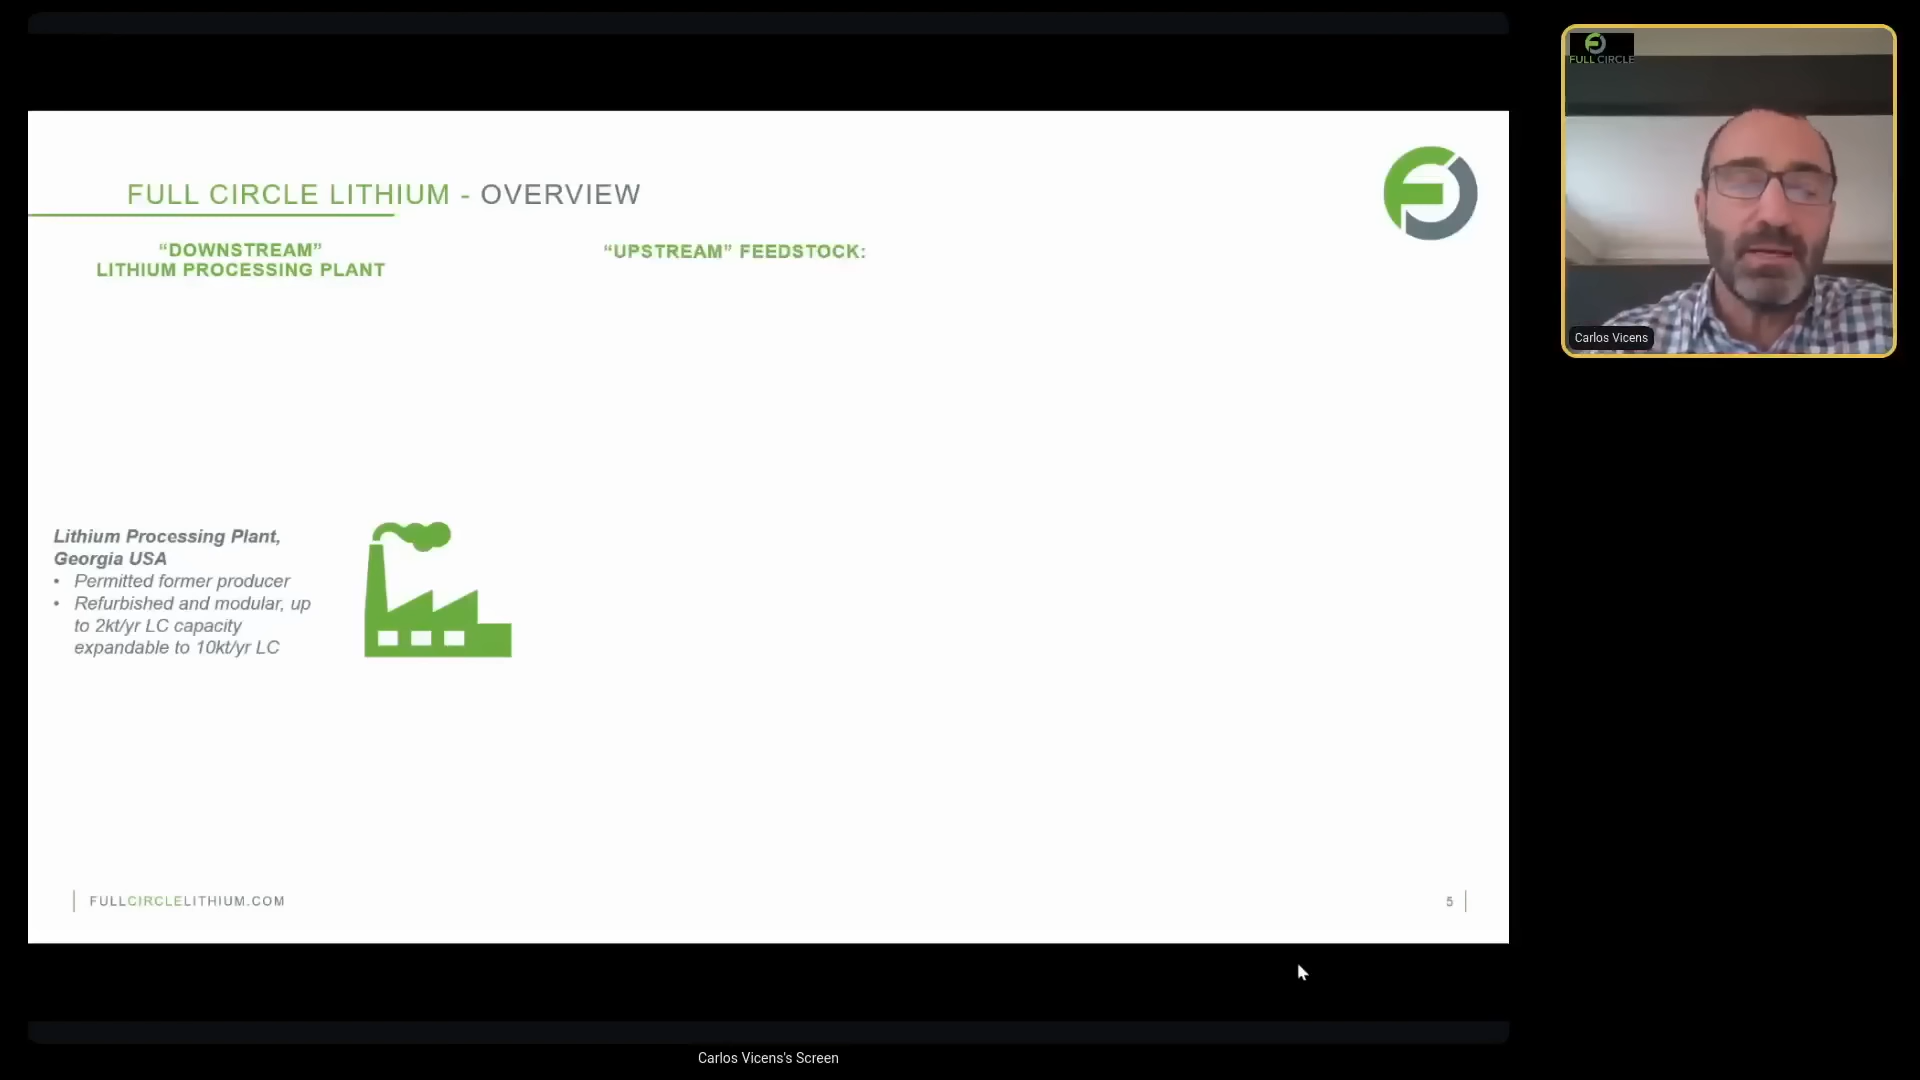 FULL CIRCLE LITHIUM - OVERVIEW
“DOWNSTREAM”
LITHIUM PROCESSING PLANT
“UPSTREAM” FEEDSTOCK:
Lithium Processing Plant,
Georgia USA
• Permitted former producer
• Refurbished and modular, up
to 2kt/yr LC capacity
expandable to 10kt/yr LC
FULLCIRCLELITHIUM.COM
5
FULL CIRCLE
Carlos Vicens
Carlos Vicens's Screen